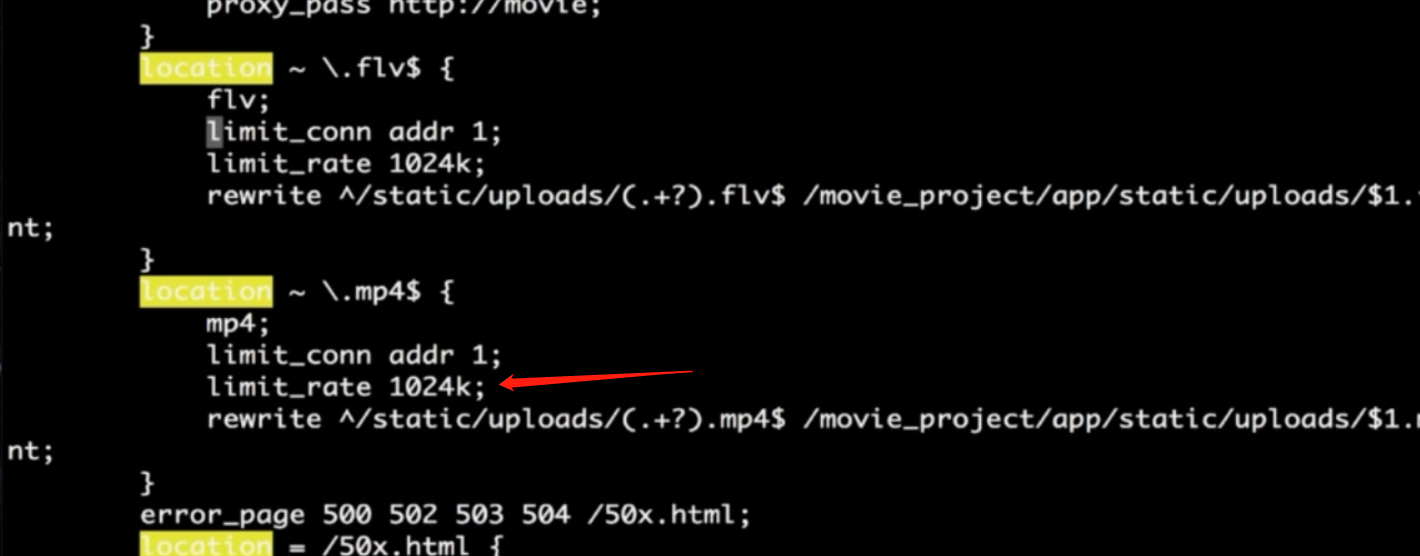 proxy_pass http://movie;
}
location ~ \.flv$ {
flv;
limit_conn addr 1;
limit_rate 1024k;
rewrite ^/static/uploads/(.+?).flv$ /movie_project/app/static/uploads/$1.
nt;
}
location ~ \.mp4$ {
mp4;
limit_conn addr 1;
limit_rate 1024k;
rewrite ^/static/uploads/(.+?).mp4$ /movie_project/app/static/uploads/$1.
nt;
}
error_page 500 502 503 504 /50x.html;
location = /50x.html {